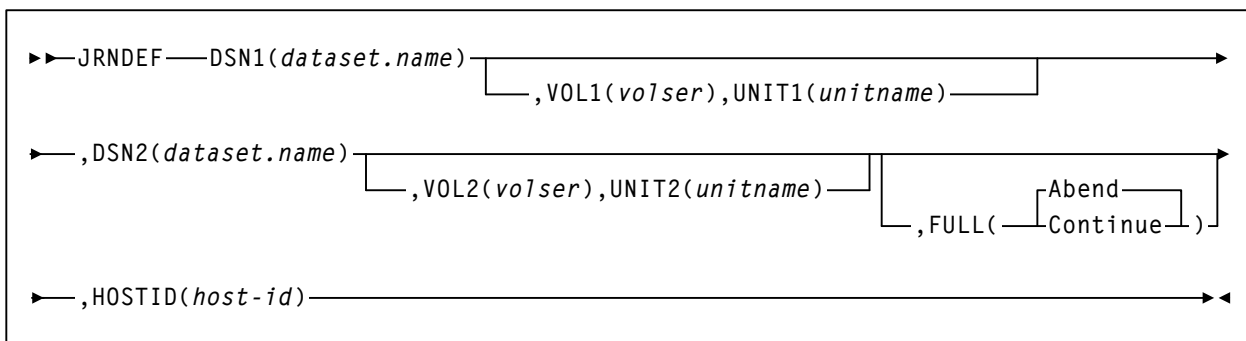 JRNDEF DSN1(dataset.name)
,VOL1(volser),UNIT1(unitname)
,DSN2(dataset.name)
,VOL2(volser),UNIT2(unitname)
Abend
,FULL( Continue )
,HOSTID(host-id)